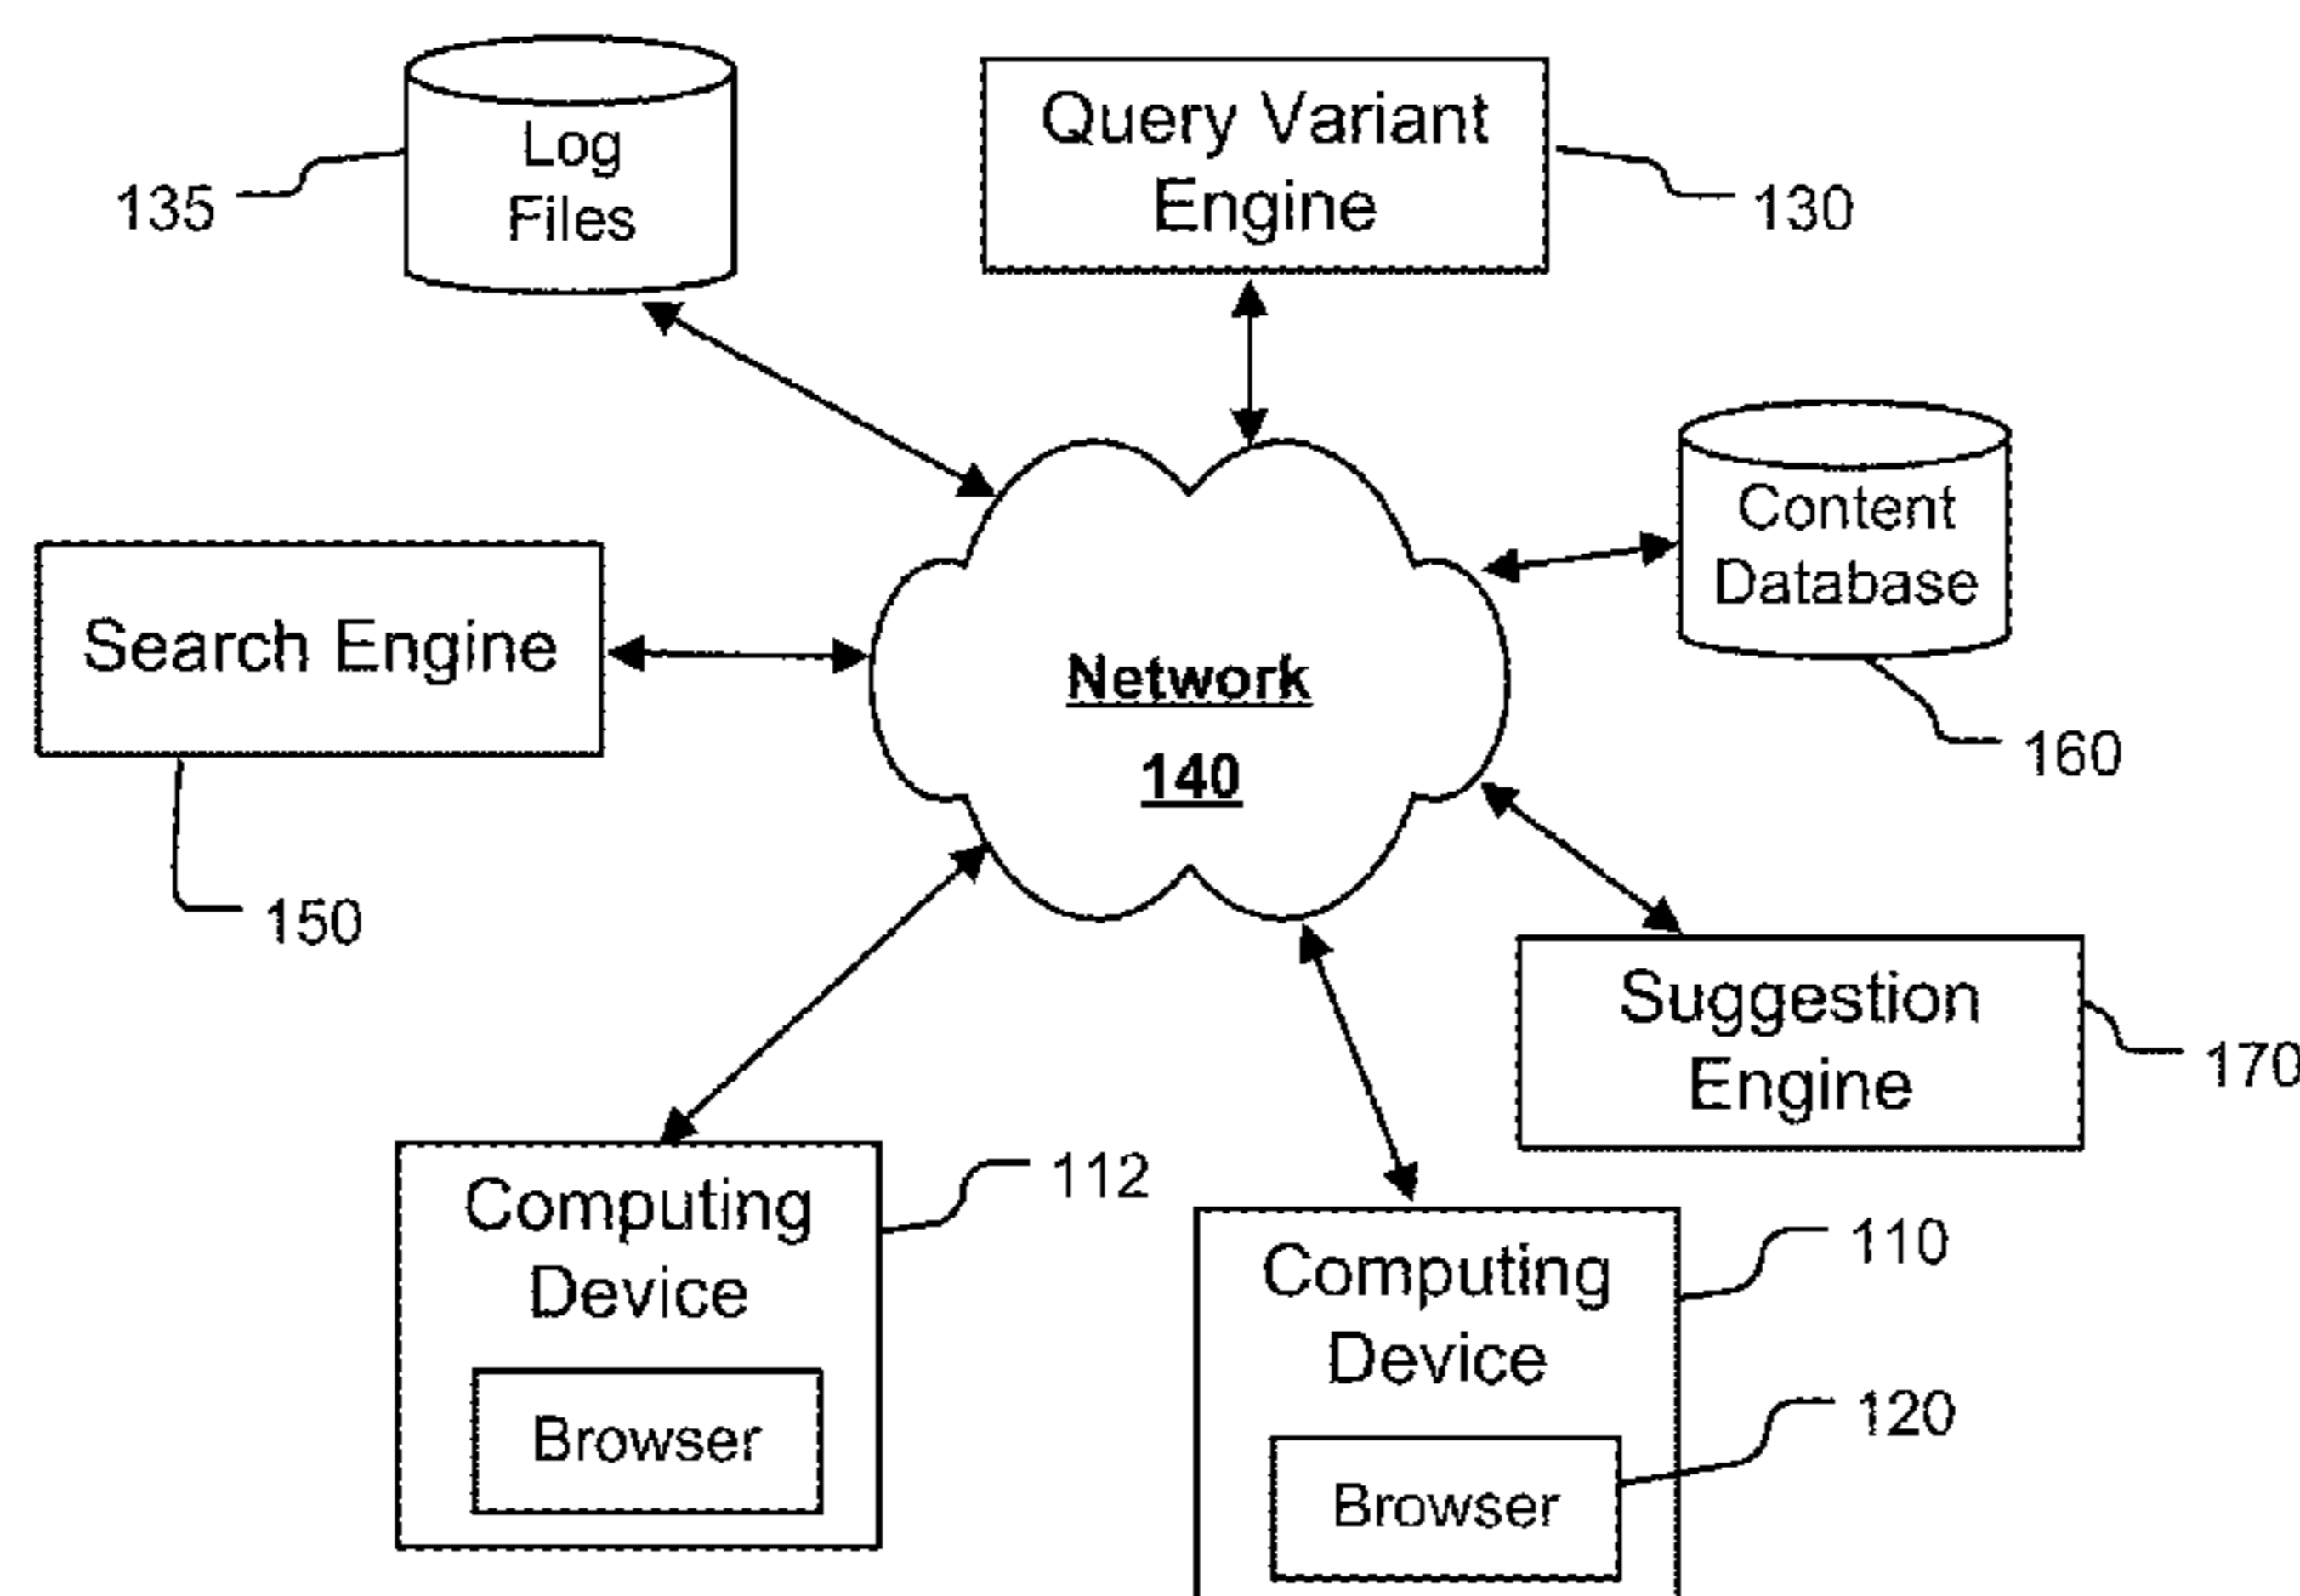 Log
Files
135
Query Variant
Engine
130
Content
Database
160
Search Engine
150
Network
140
Suggestion
Engine
170
Computing
Device
112
Browser
Computing
Device
110
Browser
120